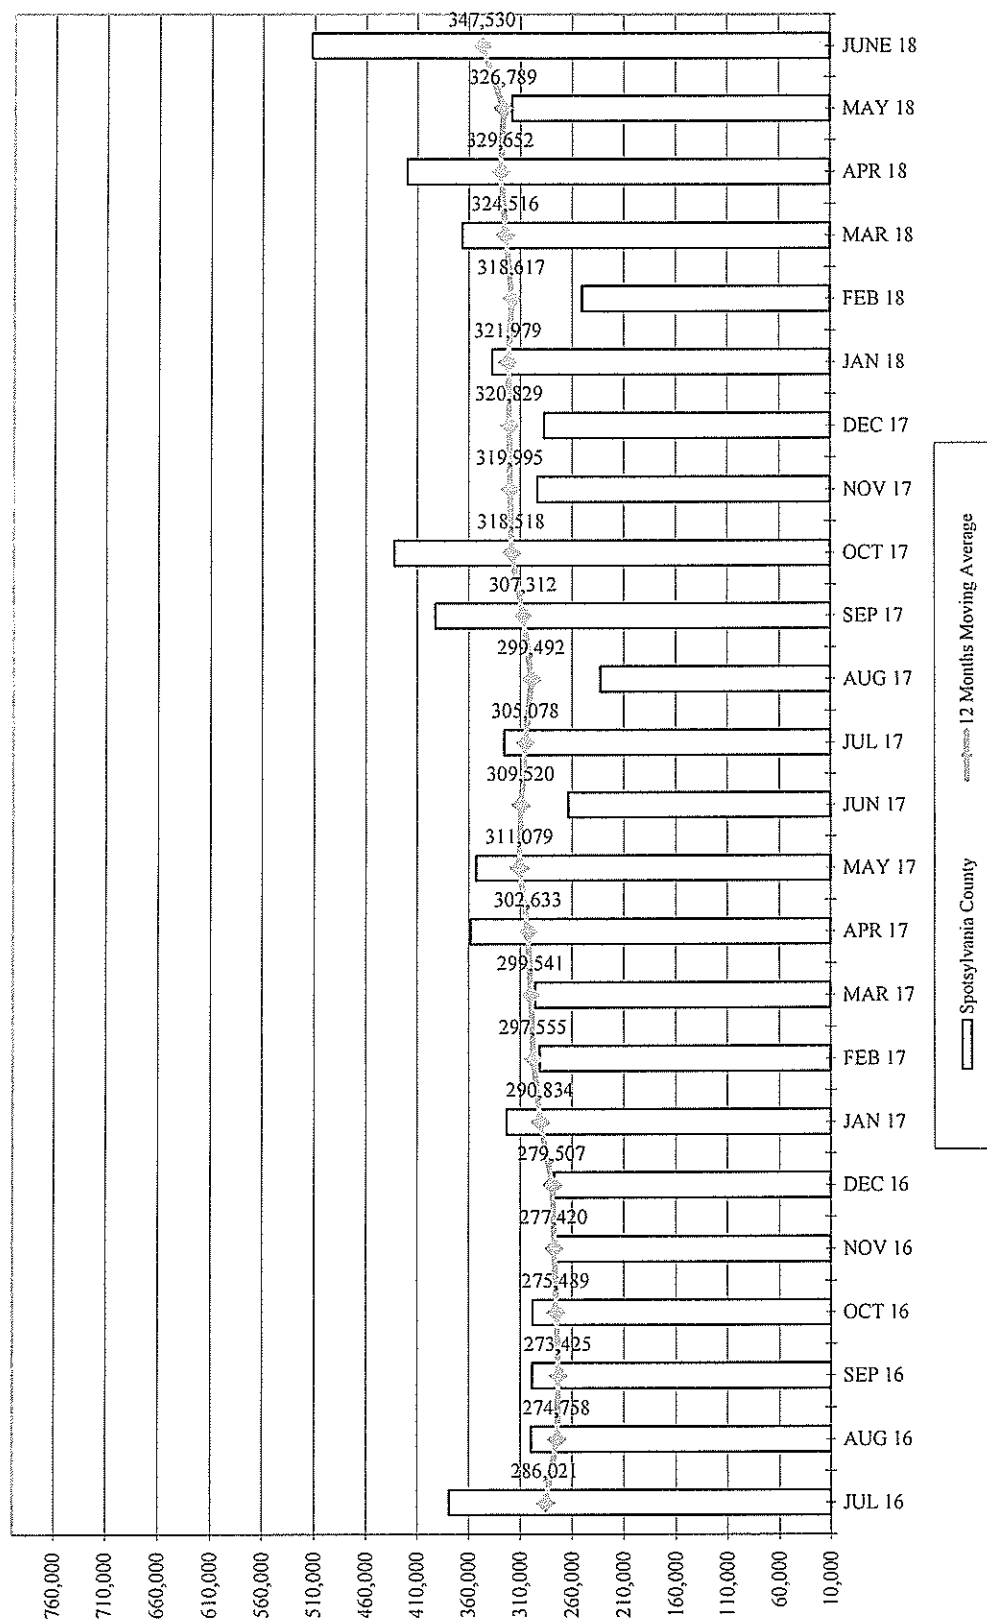 760,000
710,000
660,000
610,000
560,000
510,000
460,000
410,000
360,000
310,000
260,000
210,000
160,000
110,000
60,000
10,000
286,021
274,758
273,425
275,489
277,420
279,507
290,834
297,555
299,541
302,633
311,079
309,520
305,078
299,492
307,312
318,518
319,995
320,829
321,979
318,617
324,516
329,652
326,789
347,530
JUL 16
AUG 16
SEP 16
OCT 16
NOV 16
DEC 16
JAN 17
FEB 17
MAR 17
APR 17
MAY 17
JUN 17
JUL 17
AUG 17
SEP 17
OCT 17
NOV 17
DEC 17
JAN 18
FEB 18
MAR 18
APR 18
MAY 18
JUNE 18
Spotsylvania County
12 Months Moving Average